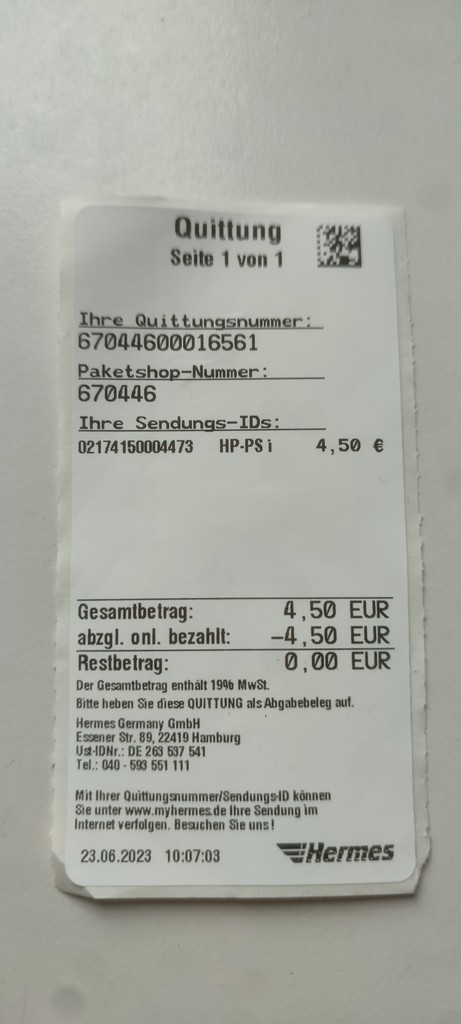 Quittung
Seite 1 von 1
Ihre Quittungsnummer:
67044600016561
Paketshop-Nummer:
670446
Ihre Sendungs-IDs:
02174150004473 HP-PS i 4,50 €
Gesamtbetrag: 4,50 EUR
abzgl. onl. bezahlt: -4,50 EUR
Restbetrag: 0,00 EUR
Der Gesamtbetrag enthält 19% MwSt.
Bitte heben Sie diese QUITTUNG als Abgabebeleg auf.
Hermes Germany GmbH
Essener Str. 89, 22419 Hamburg
Ust-IDNr.: DE 263 537 541
Tel.: 040 - 593 551 111
Mit Ihrer Quittungsnummer/Sendungs-ID können
Sie unter www.myhermes.de Ihre Sendung im
Internet verfolgen. Besuchen Sie uns!
23.06.2023 10:07:03 Hermes